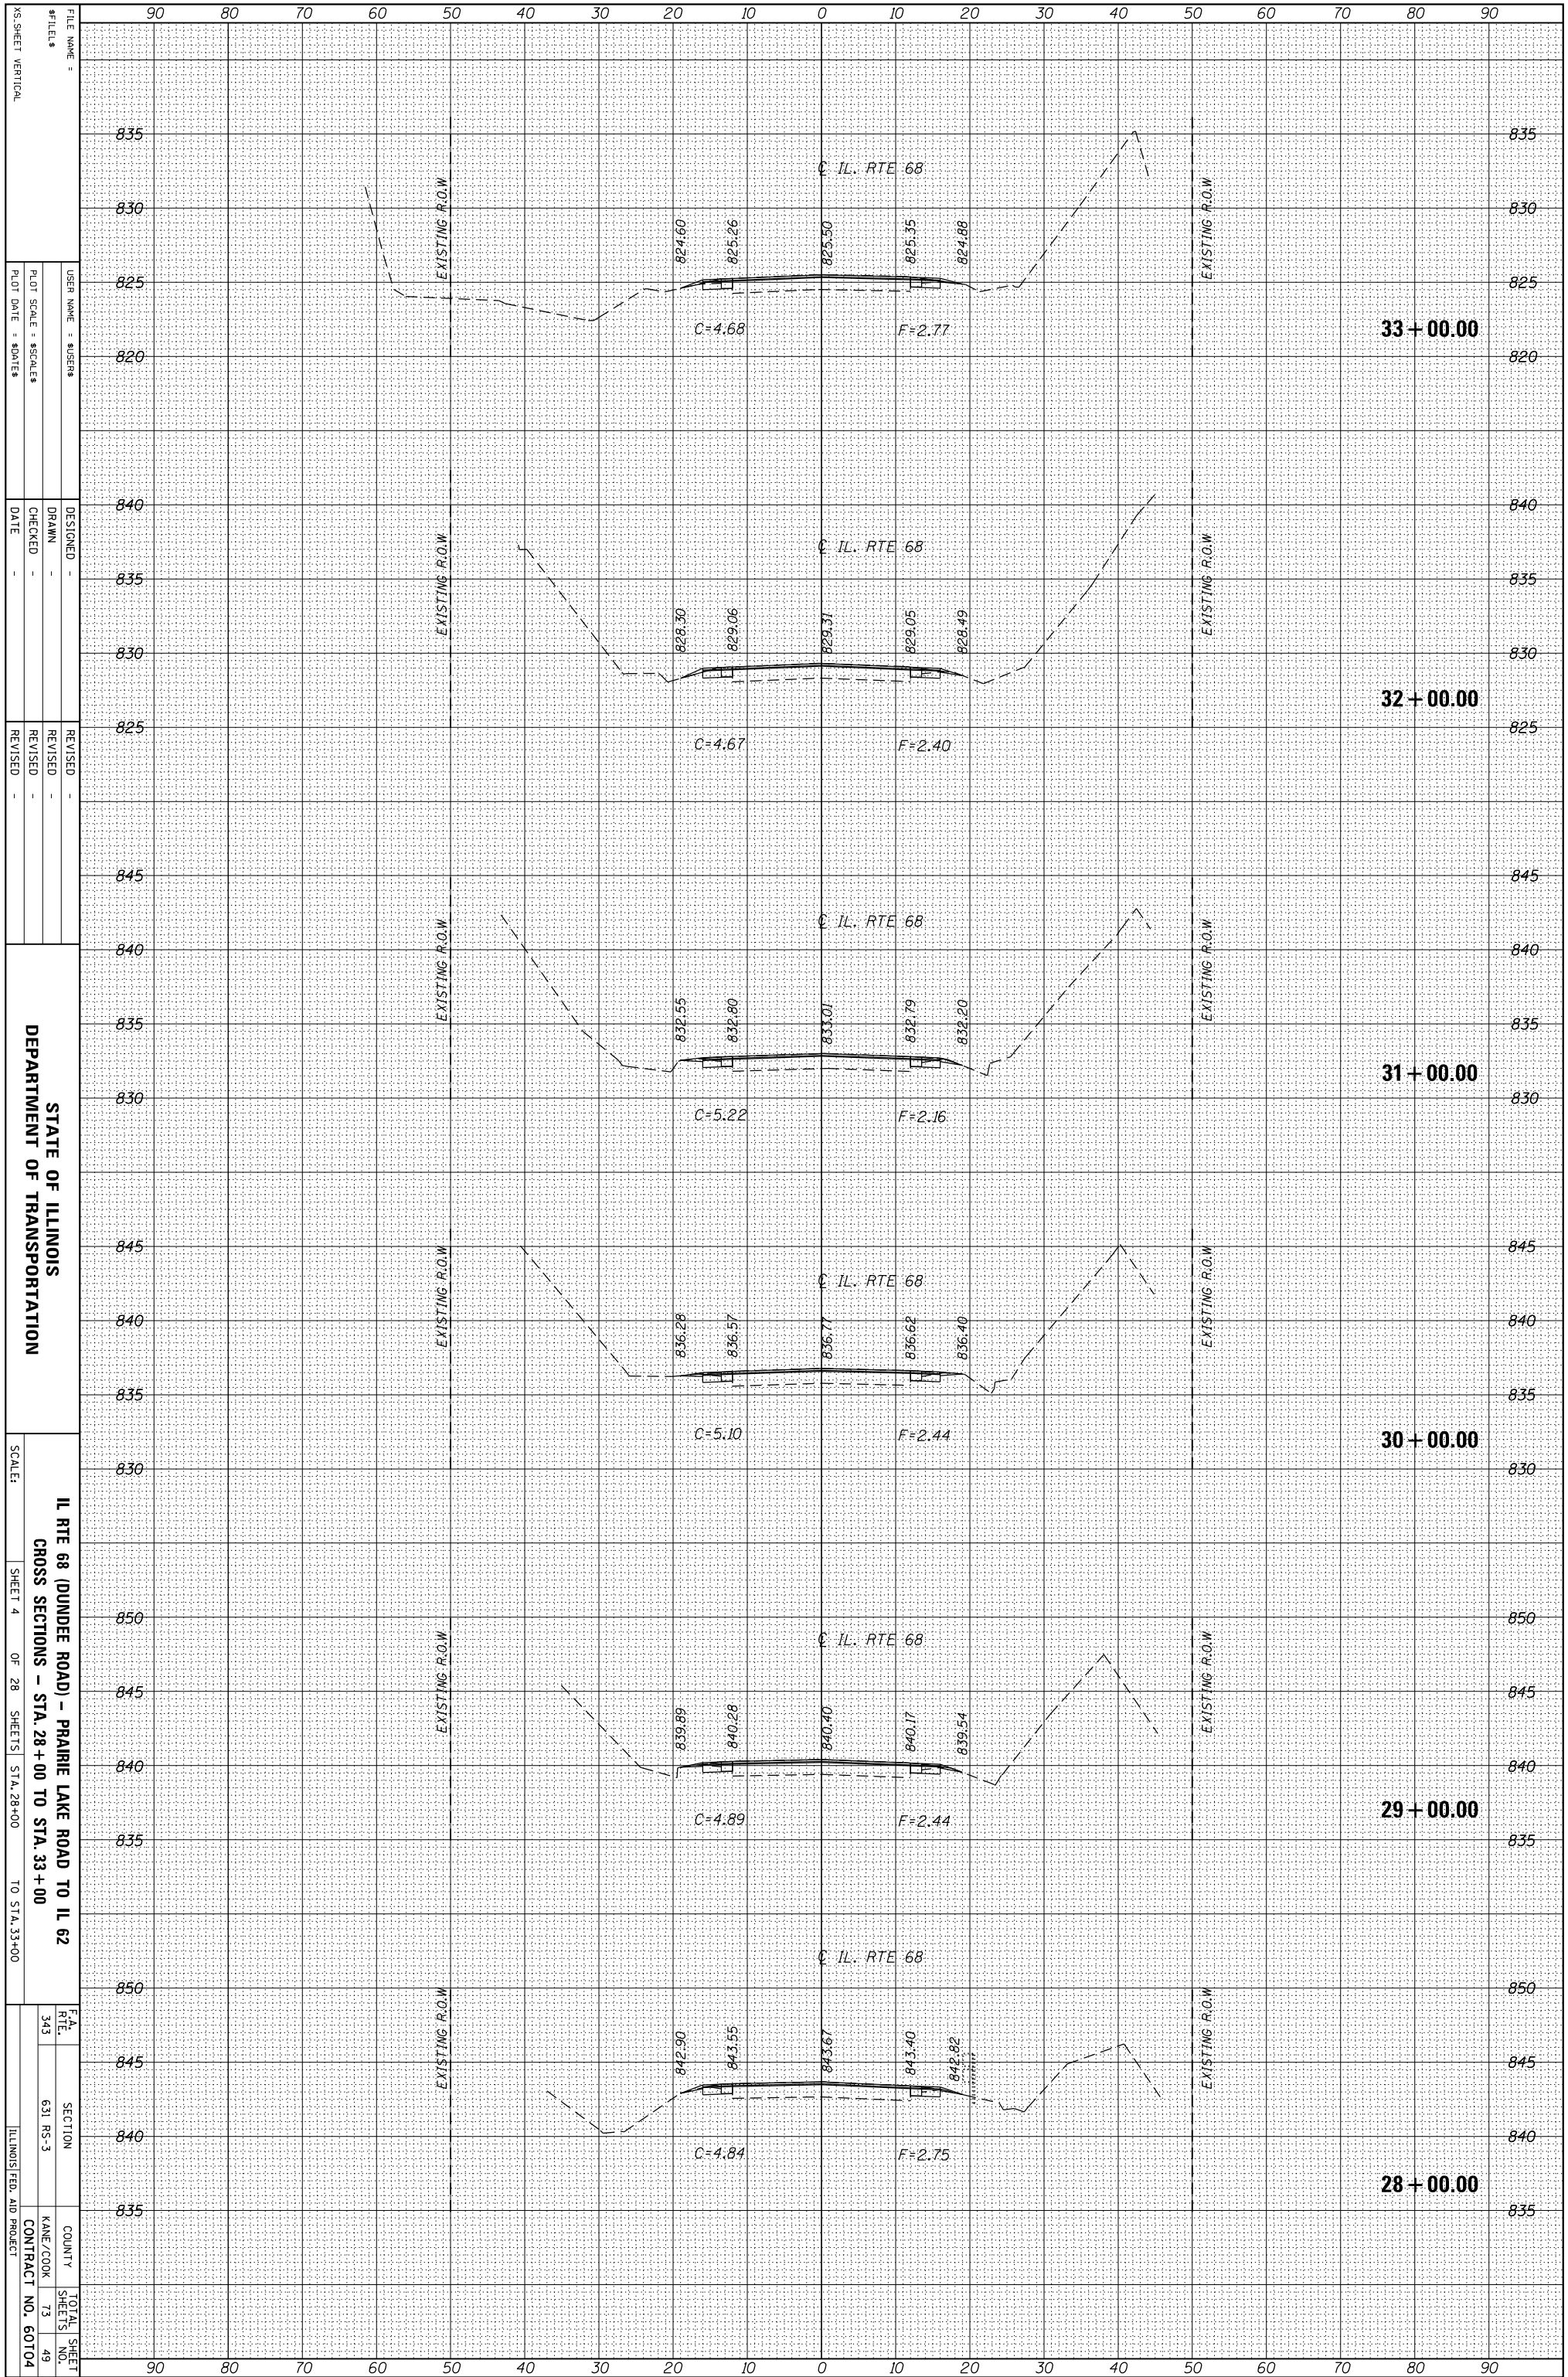 90 80 70 60 50 40 30 20 10 0 10 20 30 40 50 60 70 80 90
835 835
℄ IL. RTE 68
830 830
EXISTING R.O.W
EXISTING R.O.W
824.60 825.26 825.50 825.35 824.88
825 825
C=4.68 F=2.77
33+00.00
820 820
840 840
℄ IL. RTE 68
835 835
EXISTING R.O.W
EXISTING R.O.W
828.30 829.06 829.31 829.05 828.49
830 830
32+00.00
825 825
C=4.67 F=2.40
845 845
℄ IL. RTE 68
840 840
EXISTING R.O.W
EXISTING R.O.W
832.55 832.80 833.01 832.79 832.20
835 835
31+00.00
830 830
C=5.22 F=2.16
845 845
℄ IL. RTE 68
EXISTING R.O.W
EXISTING R.O.W
840 840
836.28 836.57 836.77 836.62 836.40
835 835
C=5.10 F=2.44
30+00.00
830 830
850 850
℄ IL. RTE 68
EXISTING R.O.W
EXISTING R.O.W
845 845
839.89 840.28 840.40 840.17 839.54
840 840
29+00.00
C=4.89 F=2.44
835 835
℄ IL. RTE 68
850 850
EXISTING R.O.W
EXISTING R.O.W
842.90 843.55 843.67 843.40 842.82
845 845
840 840
C=4.84 F=2.75
28+00.00
835 835
90 80 70 60 50 40 30 20 10 0 10 20 30 40 50 60 70 80 90
FILE NAME =
$FILEL$
XS_SHEET VERTICAL
USER NAME = $USER$
PLOT SCALE = $SCALE$
PLOT DATE = $DATE$
DESIGNED -
DRAWN -
CHECKED -
DATE -
REVISED -
REVISED -
REVISED -
REVISED -
STATE OF ILLINOIS
DEPARTMENT OF TRANSPORTATION
IL RTE 68 (DUNDEE ROAD) – PRAIRIE LAKE ROAD TO IL 62
CROSS SECTIONS – STA. 28+00 TO STA. 33+00
SCALE: SHEET 4 OF 28 SHEETS STA. 28+00 TO STA. 33+00
F.A. RTE. SECTION COUNTY TOTAL SHEETS SHEET NO.
343 631 RS-3 KANE/COOK 73 49
CONTRACT NO. 60T04
ILLINOIS FED. AID PROJECT